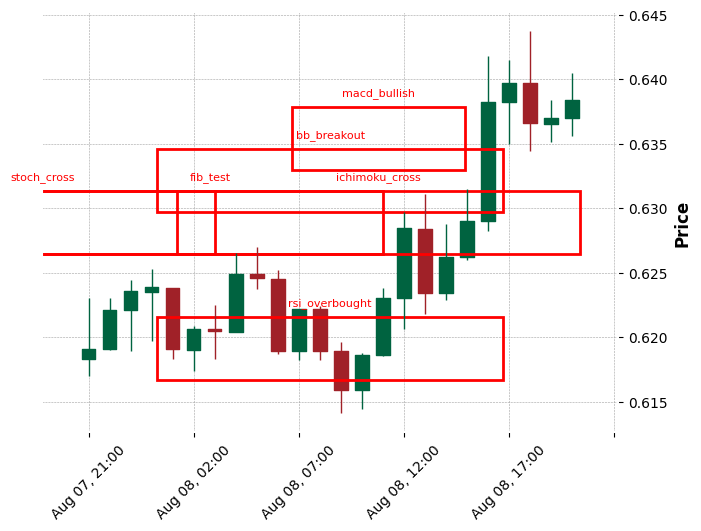 0.645
0.640
macd_bullish
bb_breakout
0.635
stoch_cross
fib_test
ichimoku_cross
0.630
Price
0.625
rsi_overbought
0.620
0.615
Aug 07, 21:00
Aug 08, 02:00
Aug 08, 07:00
Aug 08, 12:00
Aug 08, 17:00